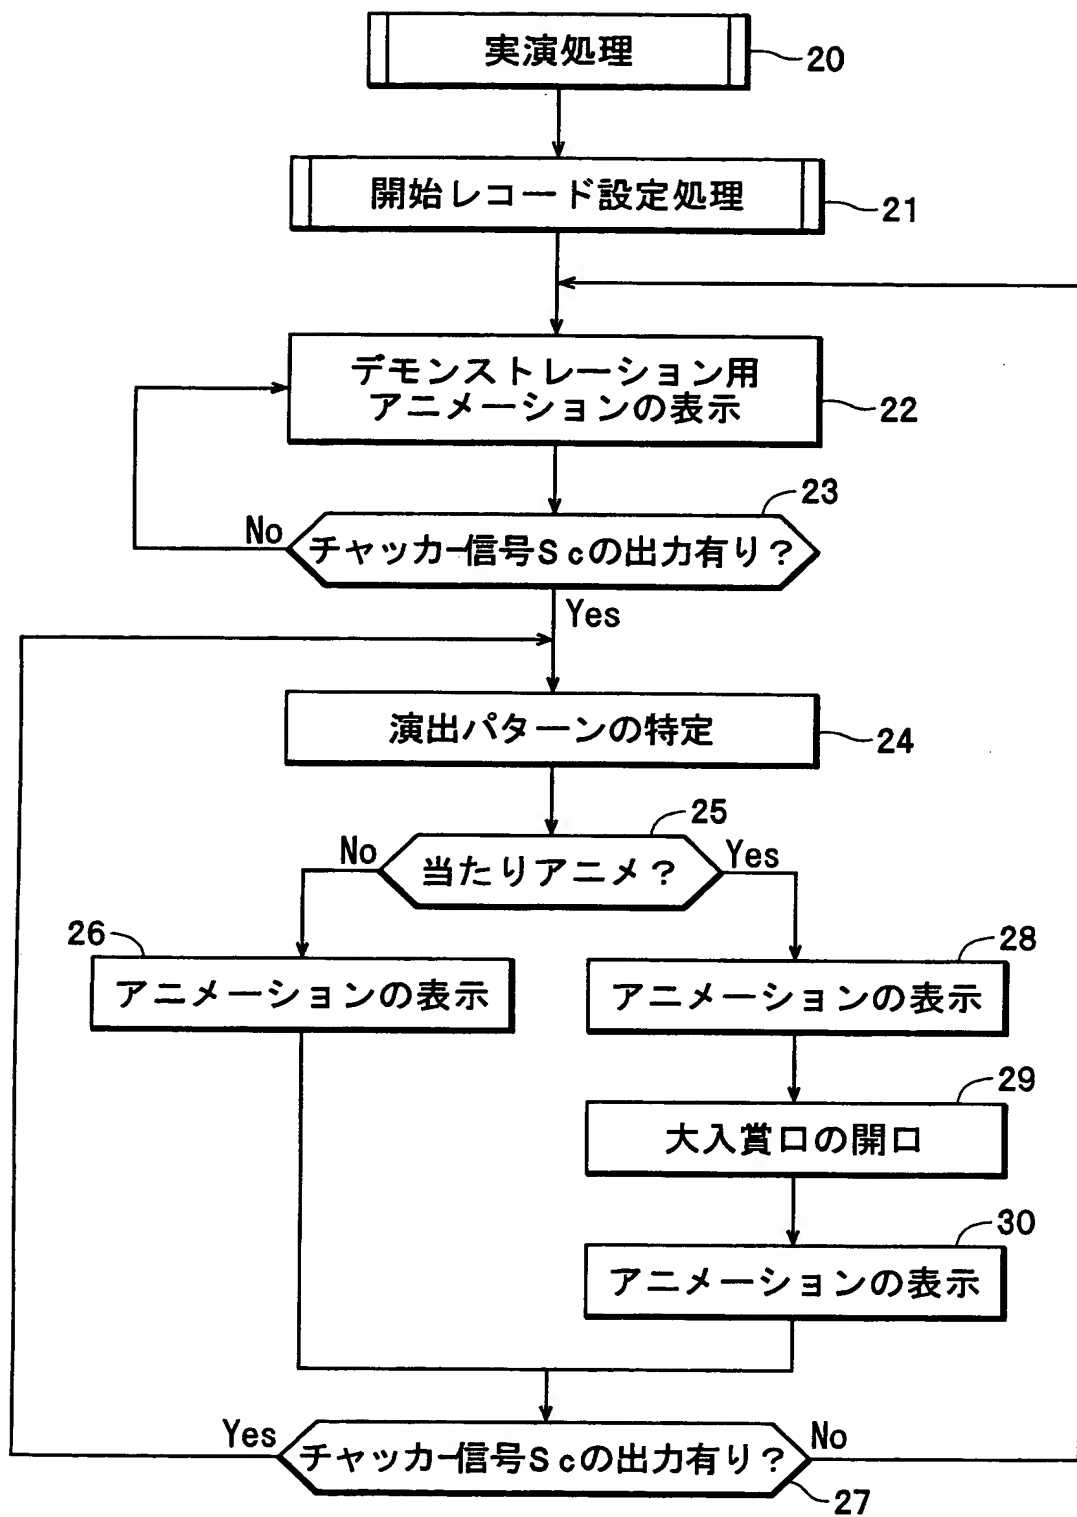 実演処理
20
開始レコード設定処理
21
デモンストレーション用
アニメーションの表示
22
23
No
チャッカー信号Scの出力有り？
Yes
演出パターンの特定
24
25
No
当たりアニメ？
Yes
26
アニメーションの表示
28
アニメーションの表示
29
大入賞口の開口
30
アニメーションの表示
Yes
チャッカー信号Scの出力有り？
No
27